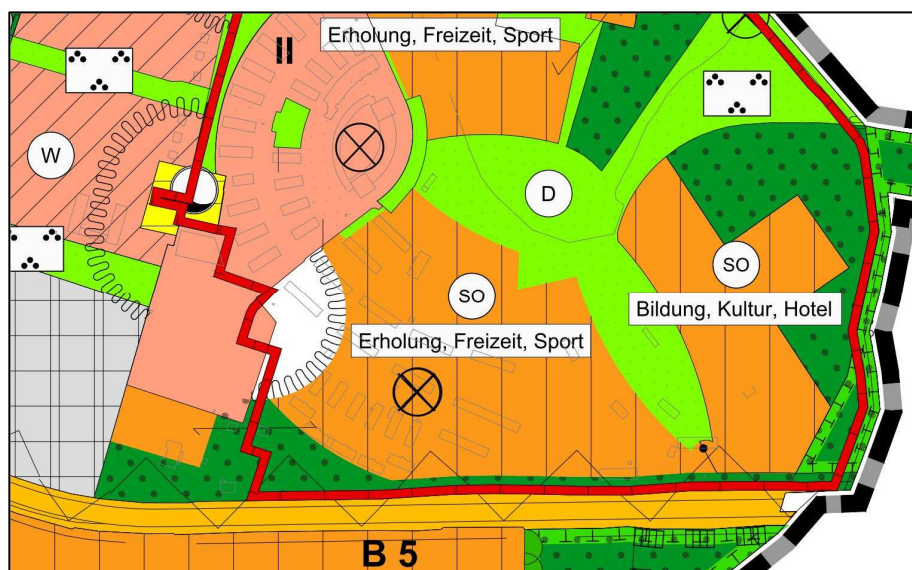 Erholung, Freizeit, Sport
II
W
D
SO
Bildung, Kultur, Hotel
SO
Erholung, Freizeit, Sport
B 5